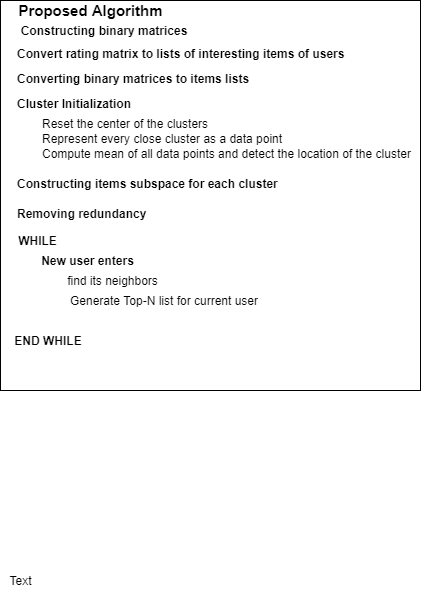 Proposed Algorithm
Constructing binary matrices
Convert rating matrix to lists of interesting items of users
Converting binary matrices to items lists
Cluster Initialization
Reset the center of the clusters
Represent every close cluster as a data point
Compute mean of all data points and detect the location of the cluster
Constructing items subspace for each cluster
Removing redundancy
WHILE
New user enters
find its neighbors
Generate Top-N list for current user
END WHILE
Text